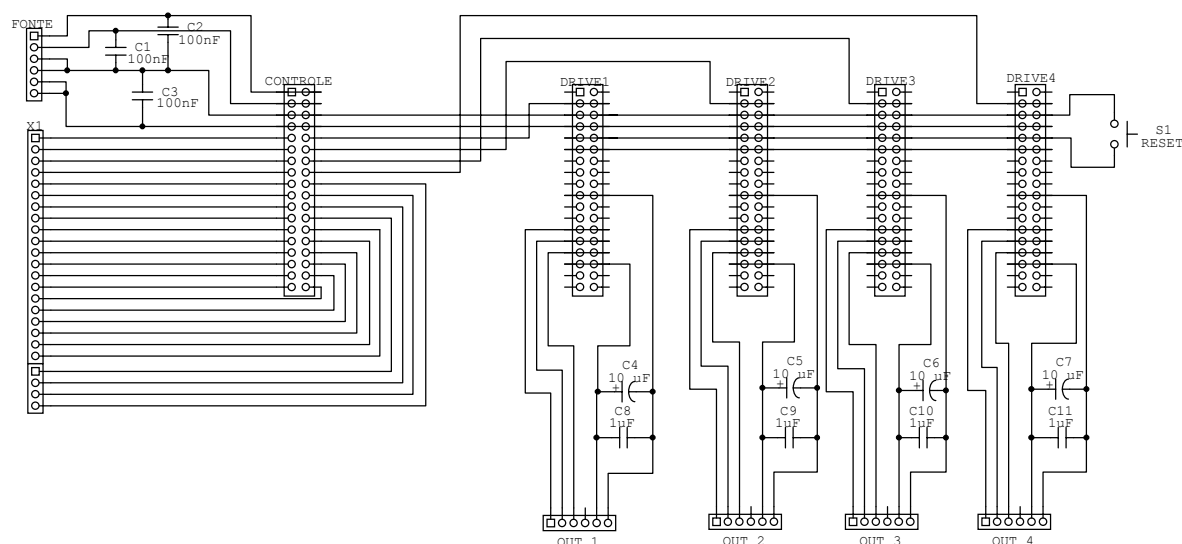 FONTE
C2
100nF
C1
100nF
C3
100nF
CONTROLE
DRIVE1
DRIVE2
DRIVE3
DRIVE4
X1
S1
RESET
C4
10 uF
+
C8
1uF
C5
10 uF
+
C9
1uF
C6
10 uF
+
C10
1uF
C7
10 uF
+
C11
1uF
OUT 1
OUT 2
OUT 3
OUT 4